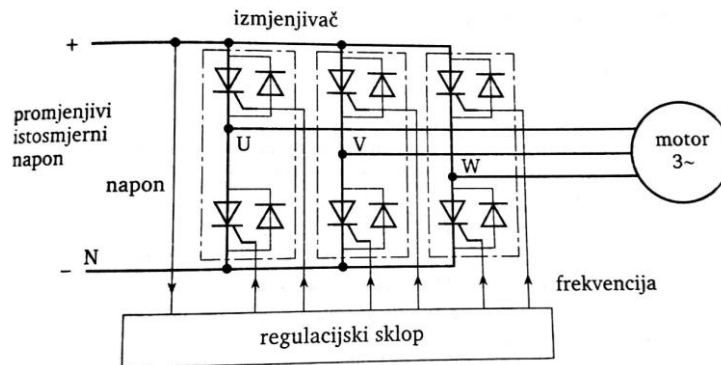 izmjenjivač
+
promjenjivi
istosmjerni
napon
napon
U
V
W
motor
3~
N
−
frekvencija
regulacijski sklop